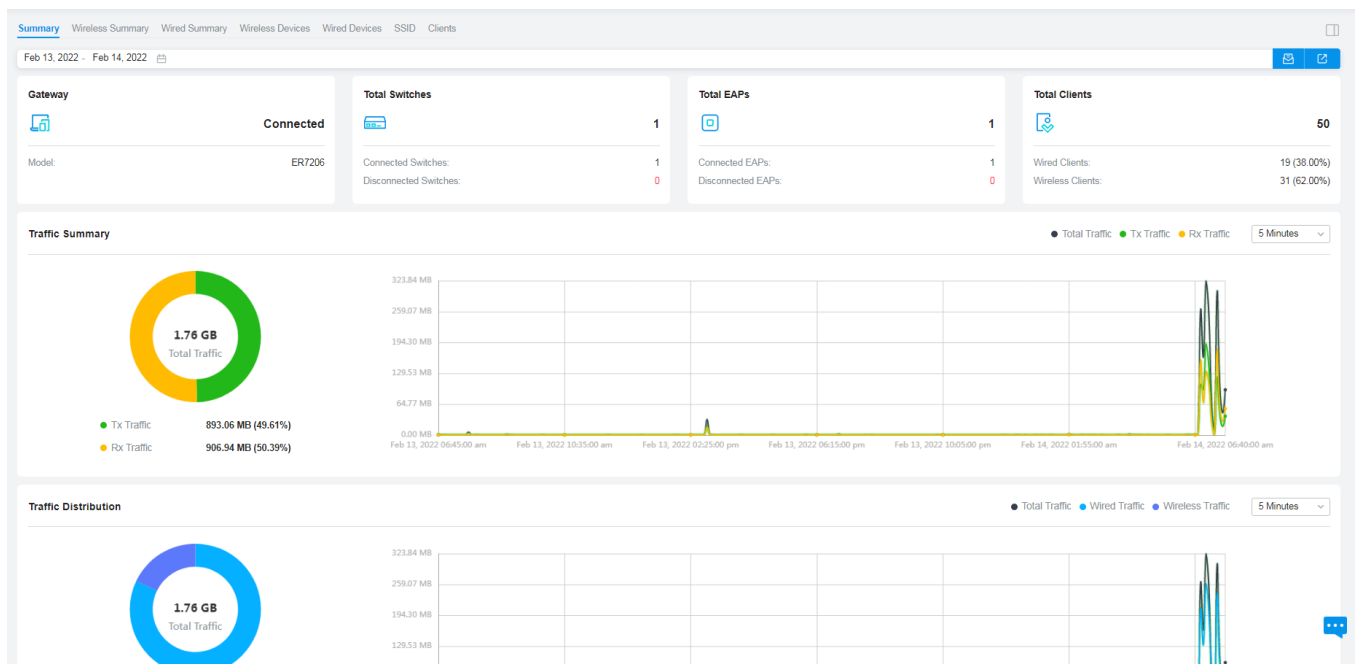 Summary Wireless Summary Wired Summary Wireless Devices Wired Devices SSID Clients
Feb 13, 2022 - Feb 14, 2022
Gateway Total Switches Total EAPs Total Clients
Connected 1 1 50
Model: ER7206 Connected Switches: 1 Connected EAPs: 1 Wired Clients: 19 (38.00%)
Disconnected Switches: 0 Disconnected EAPs: 0 Wireless Clients: 31 (62.00%)
Traffic Summary Total Traffic Tx Traffic Rx Traffic 5 Minutes
323.84 MB
259.07 MB
194.30 MB
129.53 MB
64.77 MB
0.00 MB
1.76 GB
Total Traffic
Tx Traffic 893.06 MB (49.61%)
Rx Traffic 906.94 MB (50.39%)
Feb 13, 2022 06:45:00 am Feb 13, 2022 10:35:00 am Feb 13, 2022 02:25:00 pm Feb 13, 2022 06:15:00 pm Feb 13, 2022 10:05:00 pm Feb 14, 2022 01:55:00 am Feb 14, 2022 06:40:00 am
Traffic Distribution Total Traffic Wired Traffic Wireless Traffic 5 Minutes
323.84 MB
259.07 MB
194.30 MB
129.53 MB
1.76 GB
Total Traffic